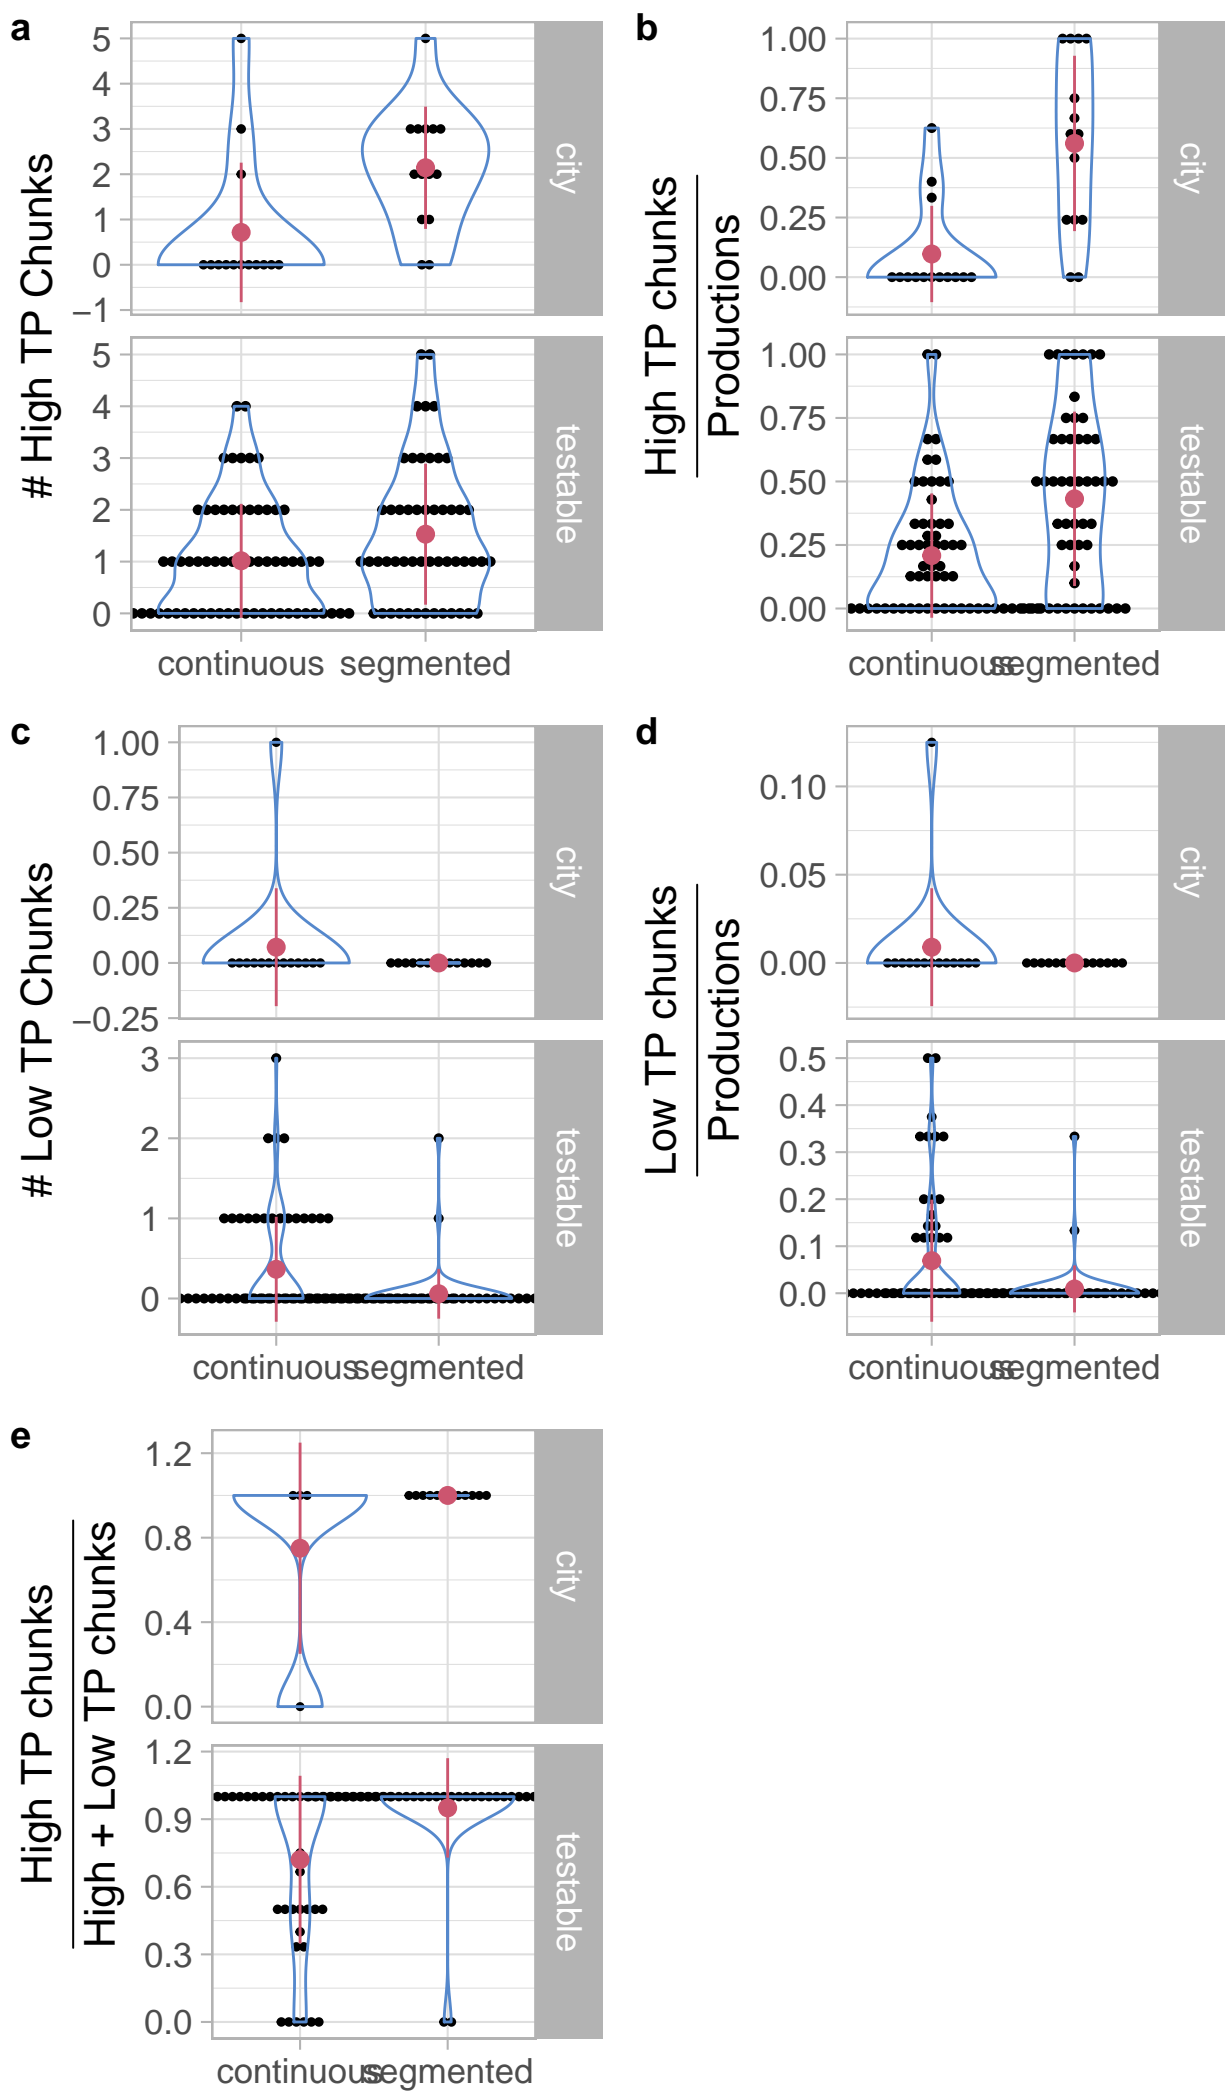 a
# High TP Chunks
5
4
3
2
1
0
−1
city
5
4
3
2
1
0
testable
continuous
segmented
b
High TP chunks
Productions
1.00
0.75
0.50
0.25
0.00
city
1.00
0.75
0.50
0.25
0.00
testable
continuous
segmented
c
# Low TP Chunks
1.00
0.75
0.50
0.25
0.00
−0.25
city
3
2
1
0
testable
continuous
segmented
d
Low TP chunks
Productions
0.10
0.05
0.00
city
0.5
0.4
0.3
0.2
0.1
0.0
testable
continuous
segmented
e
High TP chunks
High + Low TP chunks
1.2
0.8
0.4
0.0
city
1.2
0.9
0.6
0.3
0.0
testable
continuous
segmented